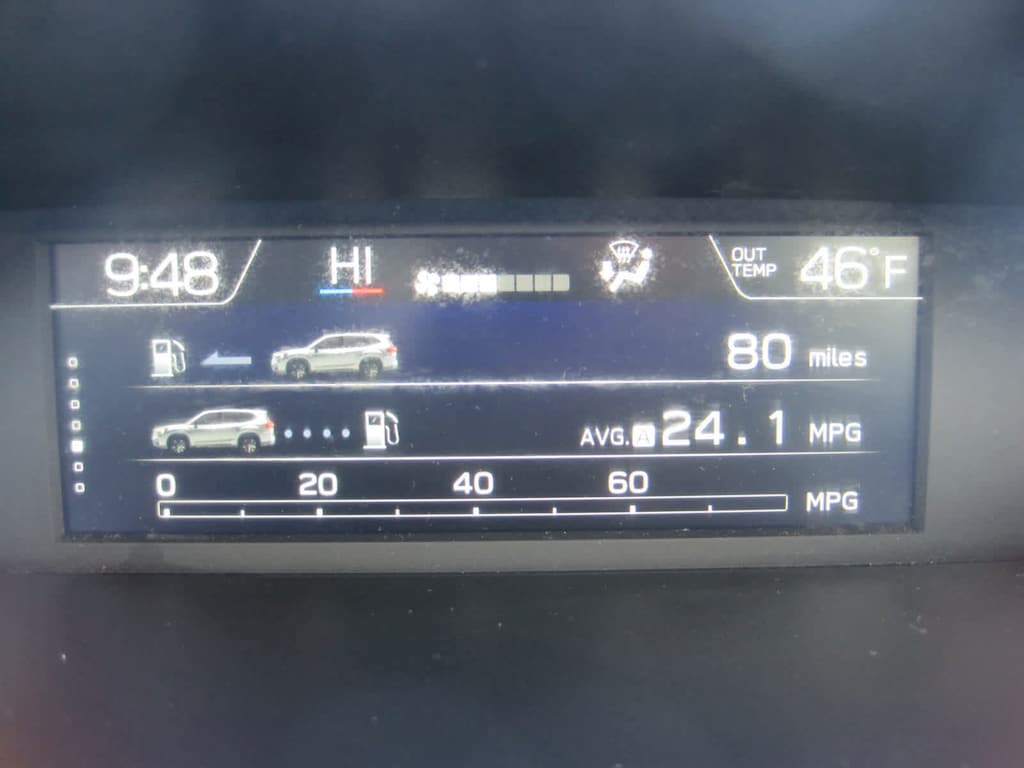 9:48 HI OUT TEMP 46°F
80 miles
AVG. A 24.1 MPG
0 20 40 60
MPG